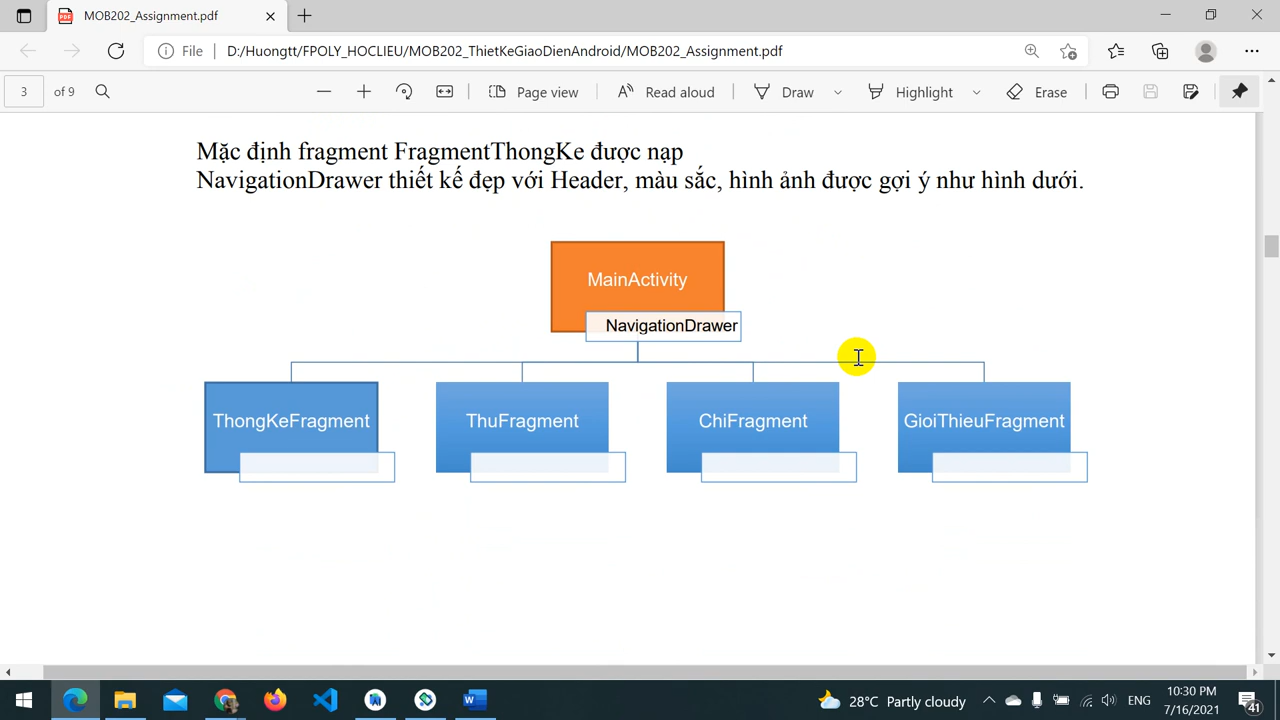 MOB202_Assignment.pdf
File
D:/Huongtt/FPOLY_HOCLIEU/MOB202_ThietKeGiaoDienAndroid/MOB202_Assignment.pdf
3 of 9
Page view
Read aloud
Draw
Highlight
Erase
Mặc định fragment FragmentThongKe được nạp
NavigationDrawer thiết kế đẹp với Header, màu sắc, hình ảnh được gợi ý như hình dưới.
MainActivity
NavigationDrawer
ThongKeFragment
ThuFragment
ChiFragment
GioiThieuFragment
28°C Partly cloudy
ENG
10:30 PM
7/16/2021
41